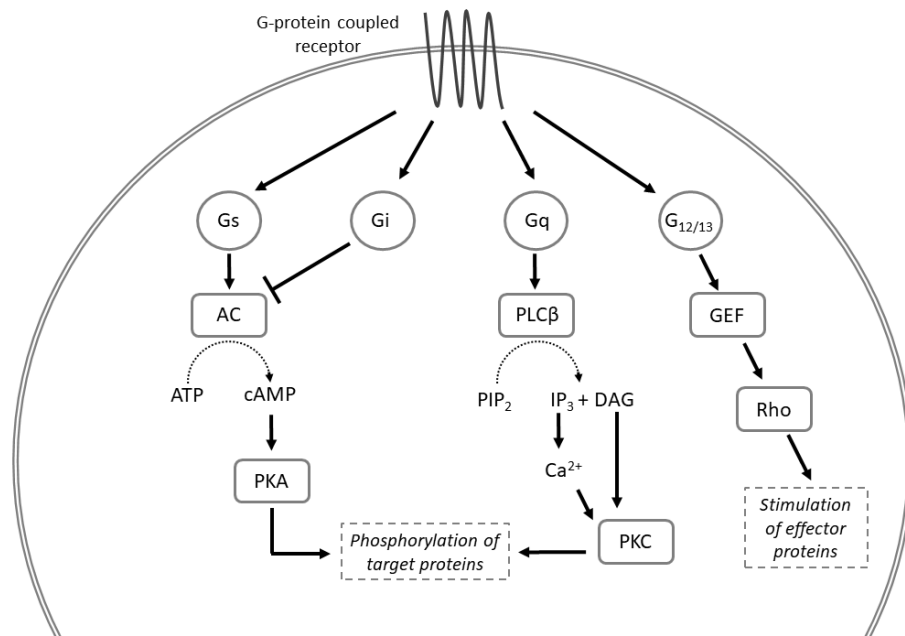 G-protein coupled
receptor
Gs
Gi
Gq
G₁₂/₁₃
AC
PLCβ
GEF
ATP
cAMP
PIP₂
IP₃ + DAG
Rho
Ca²⁺
PKA
PKC
Stimulation
of effector
proteins
Phosphorylation of
target proteins